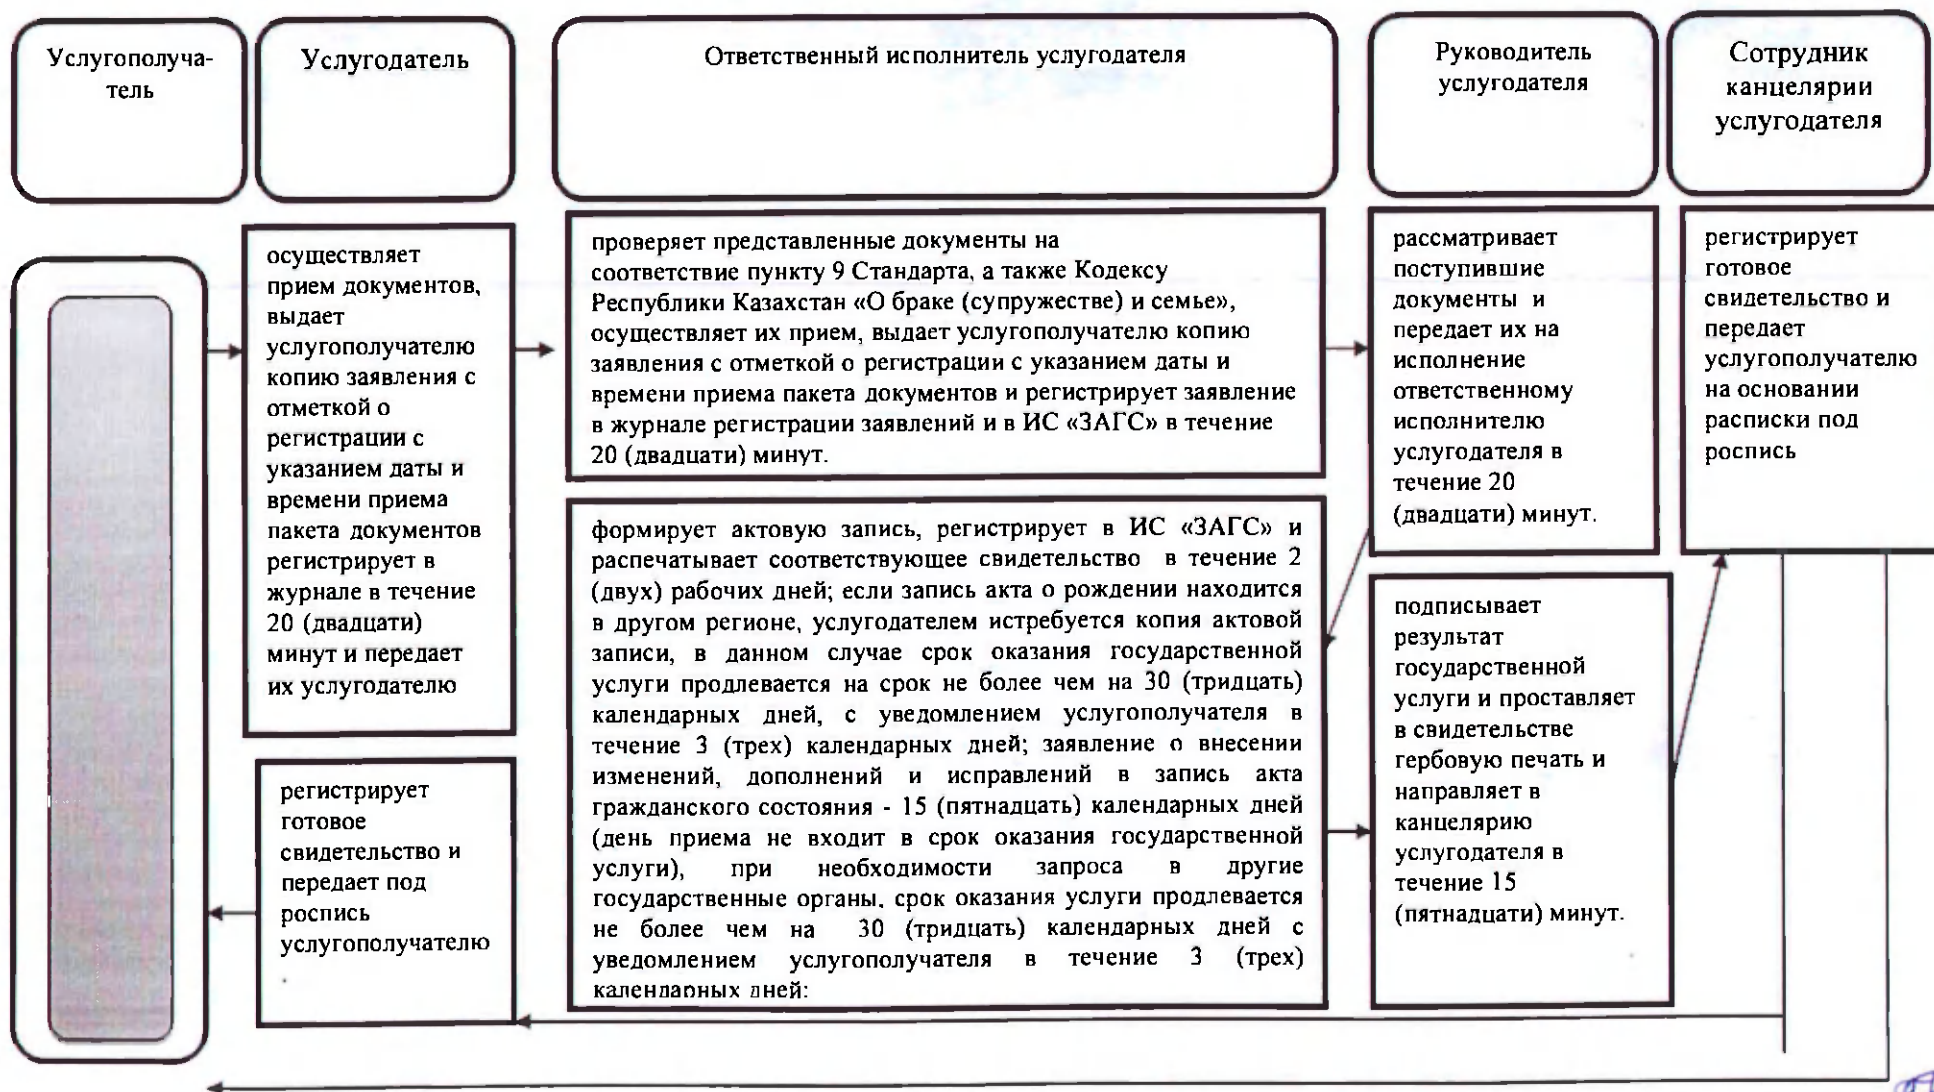 Услугополуча-
тель
Услугодатель
Ответственный исполнитель услугодателя
Руководитель
услугодателя
Сотрудник
канцелярии
услугодателя
осуществляет
прием документов,
выдает
услугополучателю
копию заявления с
отметкой о
регистрации с
указанием даты и
времени приема
пакета документов
регистрирует в
журнале в течение
20 (двадцати)
минут и передает
их услугодателю
проверяет представленные документы на
соответствие пункту 9 Стандарта, а также Кодексу
Республики Казахстан «О браке (супружестве) и семье»,
осуществляет их прием, выдает услугополучателю копию
заявления с отметкой о регистрации с указанием даты и
времени приема пакета документов и регистрирует заявление
в журнале регистрации заявлений и в ИС «ЗАГС» в течение
20 (двадцати) минут.
рассматривает
поступившие
документы и
передает их на
исполнение
ответственному
исполнителю
услугодателя в
течение 20
(двадцати) минут.
регистрирует
готовое
свидетельство и
передает
услугополучателю
на основании
расписки под
роспись
формирует актовую запись, регистрирует в ИС «ЗАГС» и
распечатывает соответствующее свидетельство в течение 2
(двух) рабочих дней; если запись акта о рождении находится
в другом регионе, услугодателем истребуется копия актовой
записи, в данном случае срок оказания государственной
услуги продлевается на срок не более чем на 30 (тридцать)
календарных дней, с уведомлением услугополучателя в
течение 3 (трех) календарных дней; заявление о внесении
изменений, дополнений и исправлений в запись акта
гражданского состояния - 15 (пятнадцать) календарных дней
(день приема не входит в срок оказания государственной
услуги), при необходимости запроса в другие
государственные органы, срок оказания услуги продлевается
не более чем на 30 (тридцать) календарных дней с
уведомлением услугополучателя в течение 3 (трех)
календарных дней;
подписывает
результат
государственной
услуги и проставляет
в свидетельстве
гербовую печать и
направляет в
канцелярию
услугодателя в
течение 15
(пятнадцати) минут.
регистрирует
готовое
свидетельство и
передает под
роспись
услугополучателю